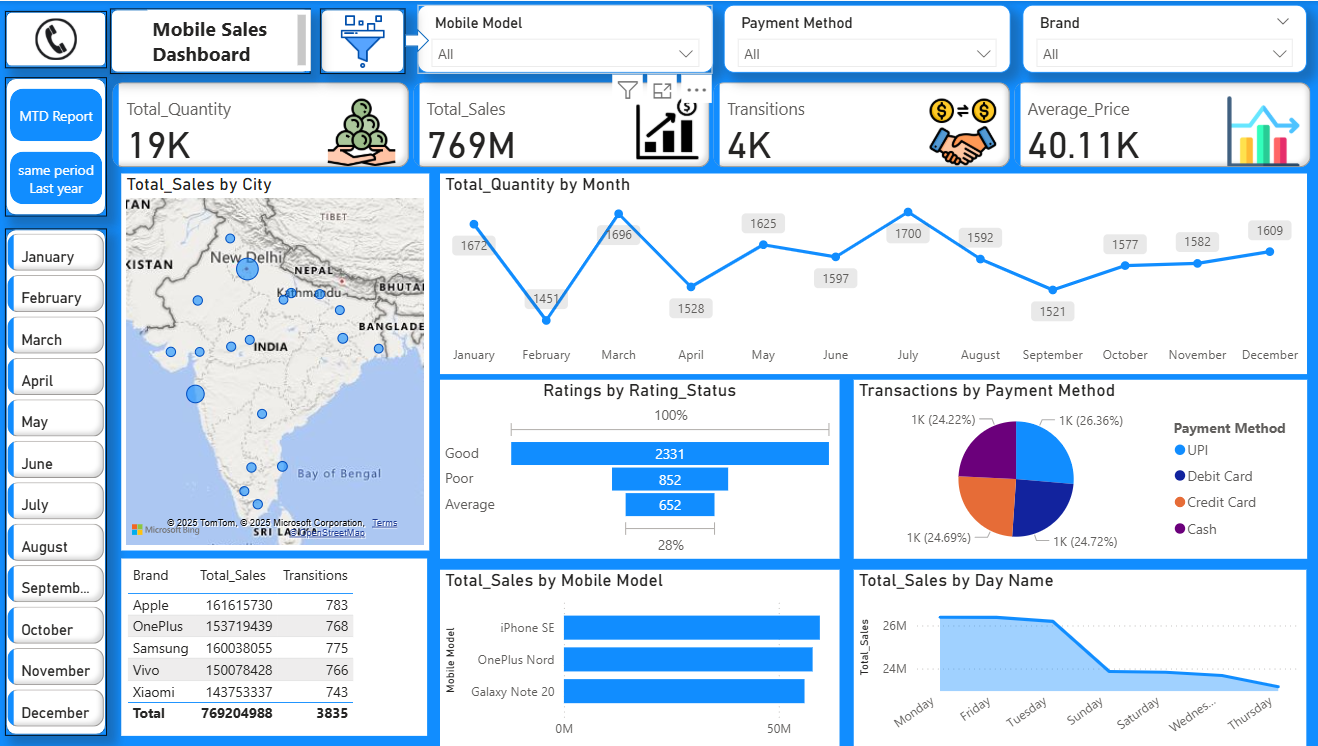 Mobile Sales
Dashboard
Mobile Model
All
Payment Method
All
Brand
All
MTD Report
same period
Last year
Total_Quantity
19K
Total_Sales
769M
Transitions
4K
Average_Price
40.11K
January
February
March
April
May
June
July
August
Septemb...
October
November
December
Total_Sales by City
TAN
TIBET
KISTAN
New Delhi
NEPAL
Kathmandu
BHUTA
BANGLADE
INDIA
Bay of Bengal
© 2025 TomTom, © 2025 Microsoft Corporation, Terms
Microsoft Bing
SRI LANKA
© OpenStreetMap
Total_Quantity by Month
1672
1451
1696
1528
1625
1597
1700
1592
1521
1577
1582
1609
January February March April May June July August September October November December
Ratings by Rating_Status
100%
Good 2331
Poor 852
Average 652
28%
Transactions by Payment Method
1K (24.22%)
1K (26.36%)
1K (24.69%)
1K (24.72%)
Payment Method
UPI
Debit Card
Credit Card
Cash
Brand Total_Sales Transitions
Apple 161615730 783
OnePlus 153719439 768
Samsung 160038055 775
Vivo 150078428 766
Xiaomi 143753337 743
Total 769204988 3835
Total_Sales by Mobile Model
Mobile Model
iPhone SE
OnePlus Nord
Galaxy Note 20
0M 50M
Total_Sales by Day Name
Total_Sales
26M
24M
Monday Friday Tuesday Sunday Saturday Wednes... Thursday